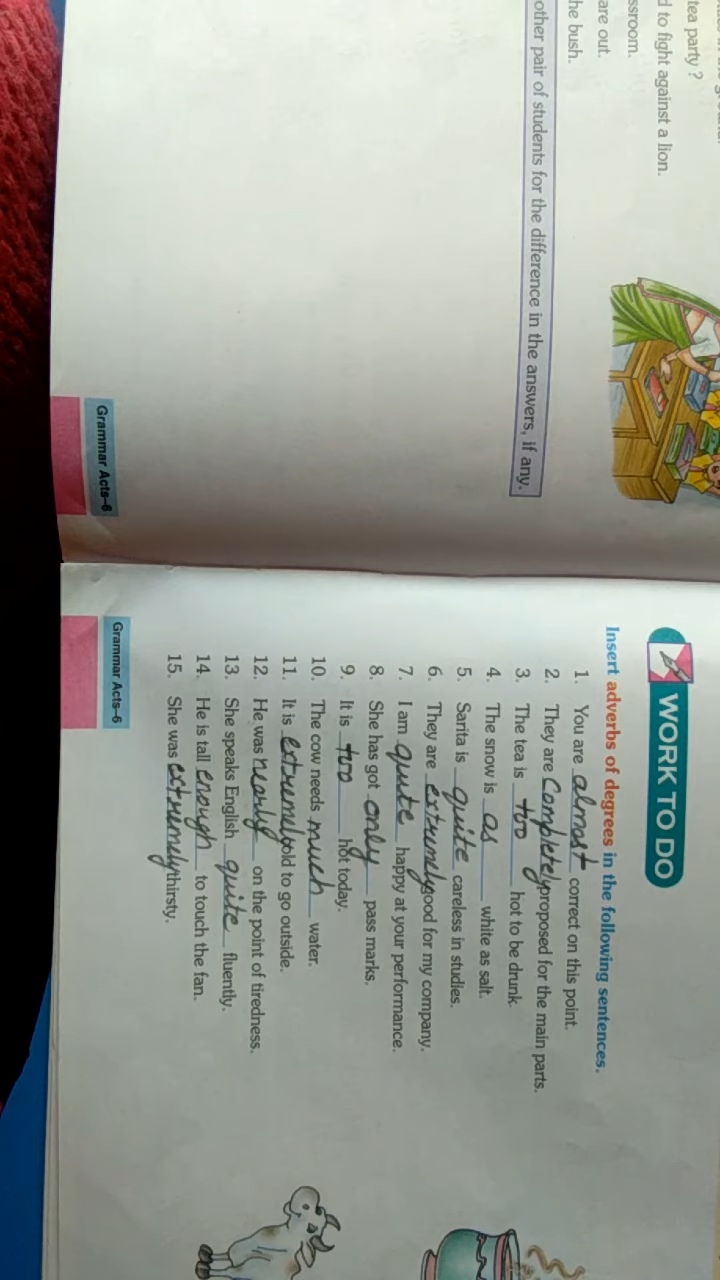 tea party ?
d to fight against a lion.
ssroom.
are out.
he bush.
other pair of students for the difference in the answers, if any.
Grammar Acts–6
WORK TO DO
Insert adverbs of degrees in the following sentences.
1. You are almost correct on this point.
2. They are Completely proposed for the main parts.
3. The tea is too hot to be drunk.
4. The snow is as white as salt.
5. Sarita is quite careless in studies.
6. They are extrumly good for my company.
7. I am quite happy at your performance.
8. She has got only pass marks.
9. It is too hot today.
10. The cow needs much water.
11. It is extrumely old to go outside.
12. He was nearly on the point of tiredness.
13. She speaks English quite fluently.
14. He is tall enough to touch the fan.
15. She was extrumely thirsty.
Grammar Acts–6